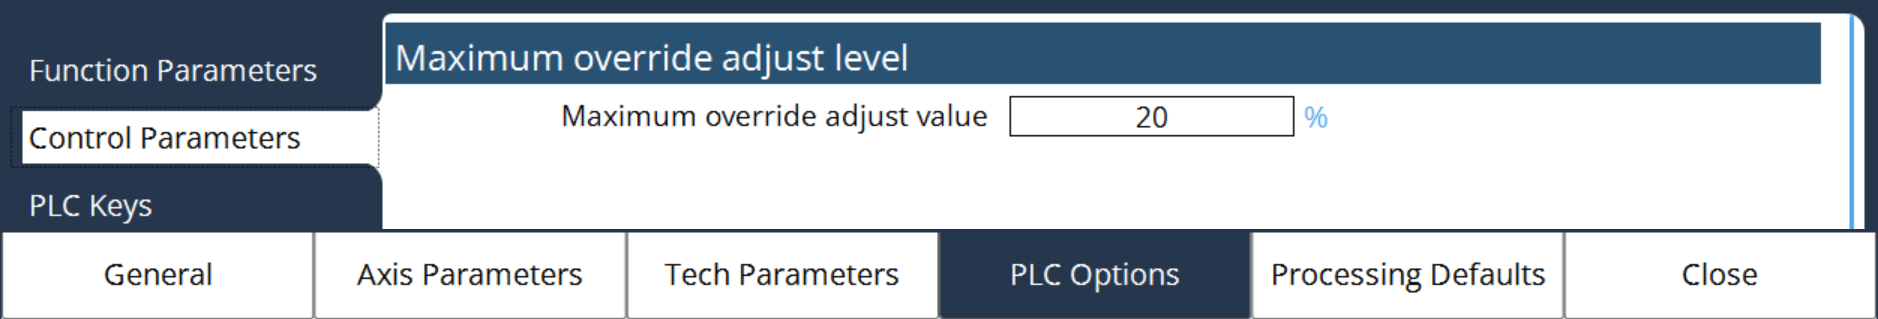 Function Parameters
Control Parameters
PLC Keys
Maximum override adjust level
Maximum override adjust value 20 %
General Axis Parameters Tech Parameters PLC Options Processing Defaults Close